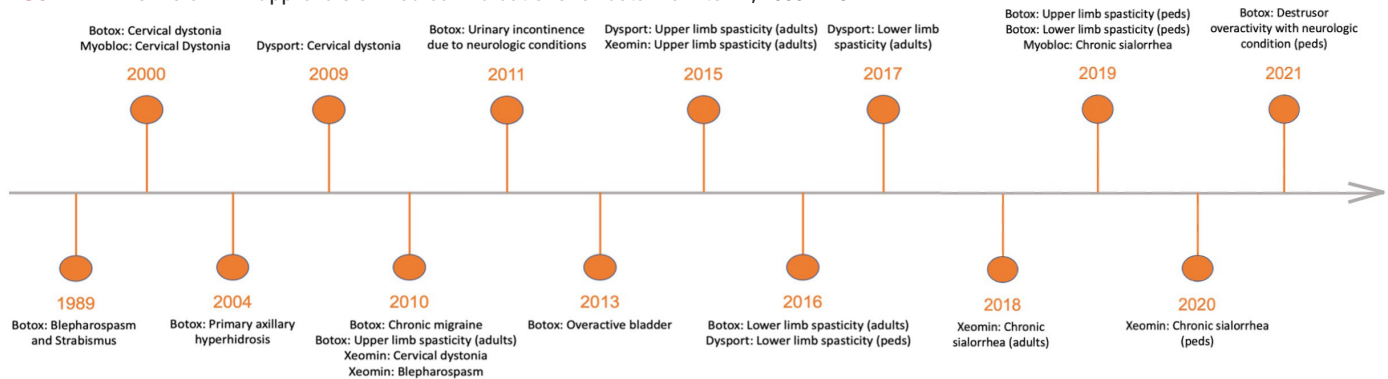 Botox: Cervical dystonia
Myobloc: Cervical Dystonia
2000
Dysport: Cervical dystonia
2009
Botox: Urinary incontinence
due to neurologic conditions
2011
Dysport: Upper limb spasticity (adults)
Xeomin: Upper limb spasticity (adults)
2015
Dysport: Lower limb
spasticity (adults)
2017
Botox: Upper limb spasticity (peds)
Botox: Lower limb spasticity (peds)
Myobloc: Chronic sialorrhea
2019
Botox: Destrusor
overactivity with neurologic
condition (peds)
2021
1989
Botox: Blepharospasm
and Strabismus
2004
Botox: Primary axillary
hyperhidrosis
2010
Botox: Chronic migraine
Botox: Upper limb spasticity (adults)
Xeomin: Cervical dystonia
Xeomin: Blepharospasm
2013
Botox: Overactive bladder
2016
Botox: Lower limb spasticity (adults)
Dysport: Lower limb spasticity (peds)
2018
Xeomin: Chronic
sialorrhea (adults)
2020
Xeomin: Chronic sialorrhea
(peds)